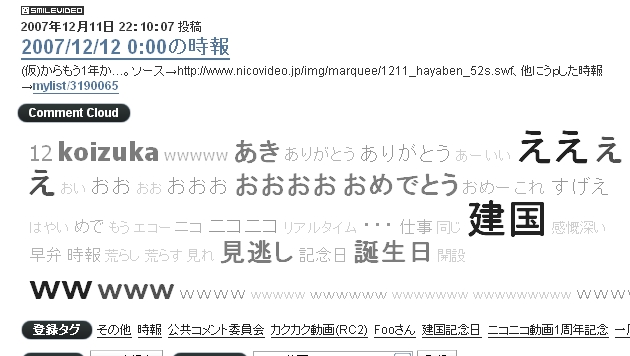 SMILEVIDEO
2007年12月11日 22:10:07 投稿
2007/12/12 0:00の時報
(仮)からもう1年か…。ソース→http://www.nicovideo.jp/img/marquee/1211_hayaben_52s.swf、他にうpした時報
→mylist/3190065
Comment Cloud
12 koizuka wwwww あき ありがとう ありがとう あー いい えええ え
え おい おお おお おおお おおおお おめでとう おめー これ すげえ
はやい めで もう エコー ニコ ニコニコ リアルタイム ・・・ 仕事 同じ 建国 感慨深い
早弁 時報 荒らし 荒らす 見れ 見逃し 記念日 誕生日 開設
ww www wwww wwwww wwwwww wwwwwww wwwwwwww wwww
登録タグ その他 時報 公共コメント委員会 カクカク動画(RC2) Fooさん 建国記念日 ニコニコ動画1周年記念